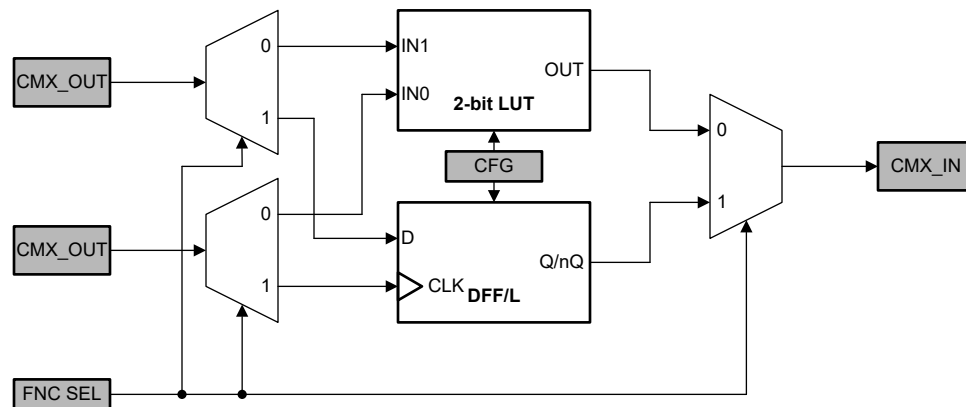 CMX_OUT
0
1
IN1
IN0
OUT
2-bit LUT
CFG
CMX_OUT
0
1
D
CLK
Q/nQ
DFF/L
0
1
CMX_IN
FNC SEL